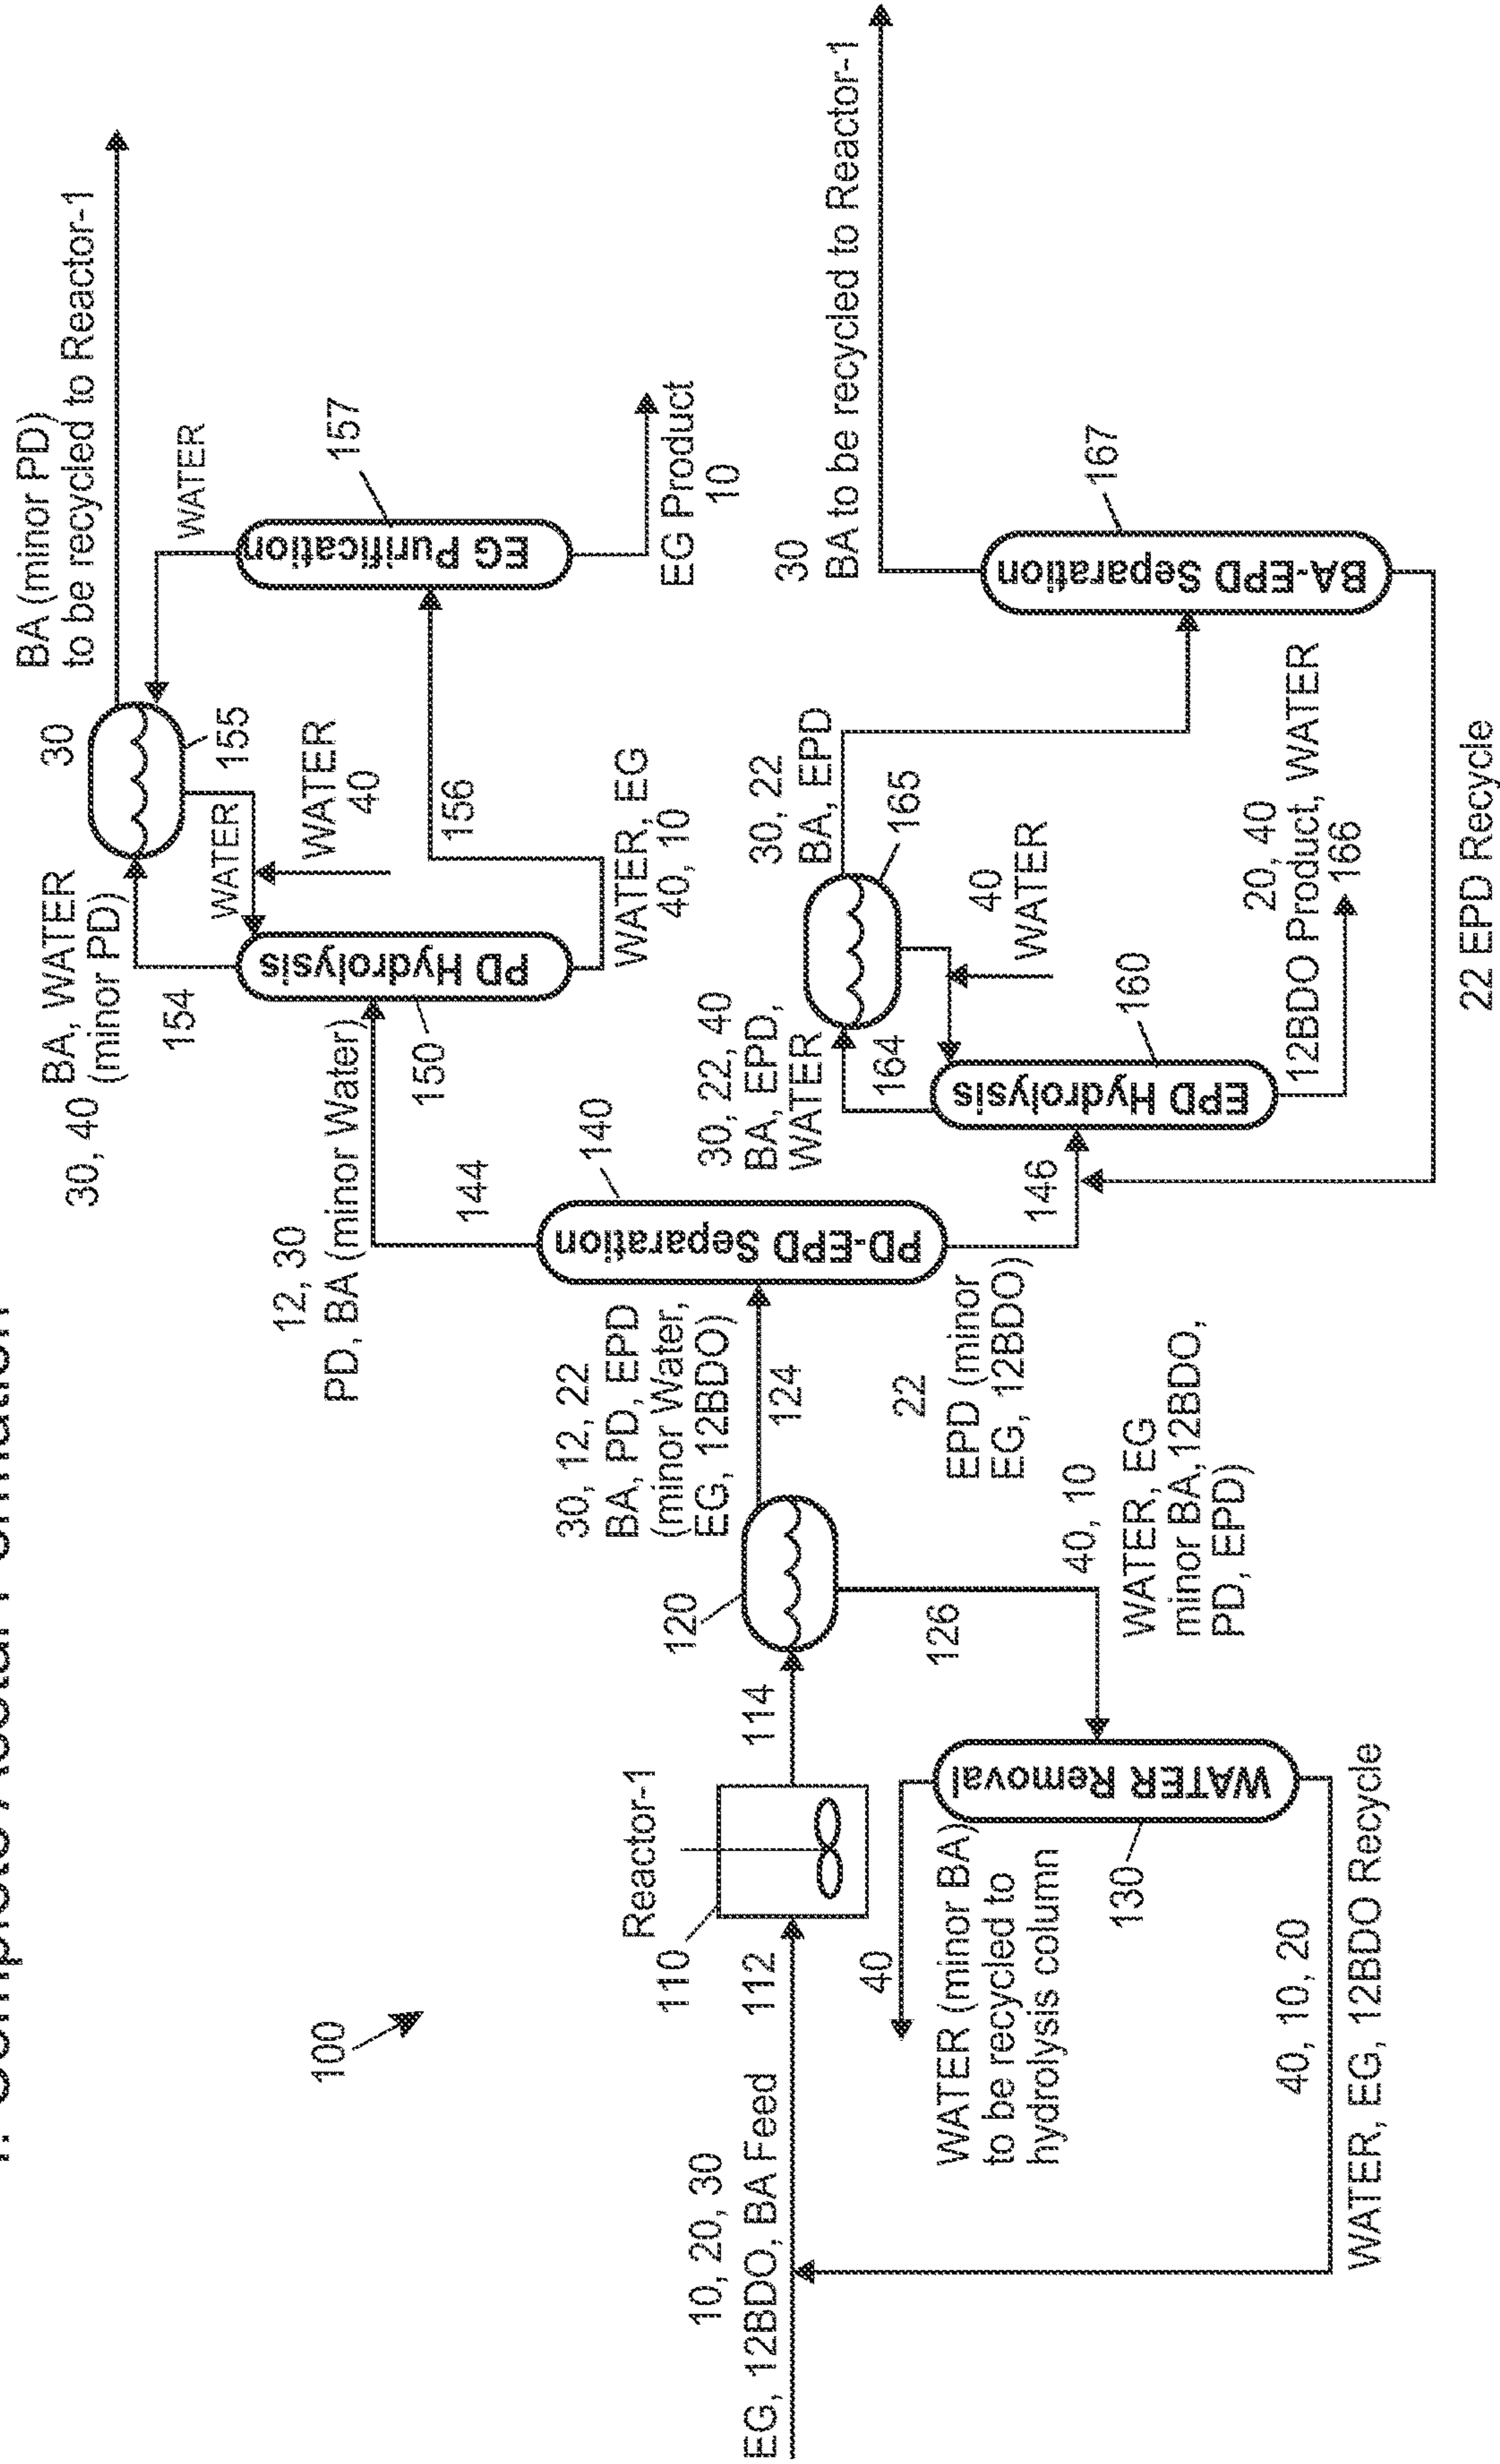 Complete Acetal Formation
100
30, 40
BA, WATER
(minor PD)
154
30
BA (minor PD)
to be recycled to Reactor-1
WATER
WATER
155
WATER
40
EG Purification
157
12, 30
PD, BA (minor Water)
144
150
PD Hydrolysis
156
WATER, EG
40, 10
EG Product
10
10, 20, 30
EG, 12BDO, BA Feed
112
110
Reactor-1
114
120
30, 12, 22
BA, PD, EPD
(minor Water,
EG, 12BDO)
124
PD-EPD Separation
140
30, 22, 40
BA, EPD,
WATER
164
30, 22
BA, EPD
165
40
WATER
30
BA to be recycled to Reactor-1
BA-EPD Separation
167
40
WATER (minor BA)
to be recycled to
hydrolysis column
WATER Removal
130
126
40, 10
WATER, EG
minor BA,12BDO,
PD, EPD)
22
EPD (minor
EG, 12BDO)
146
EPD Hydrolysis
160
20, 40
12BDO Product, WATER
166
40, 10, 20
WATER, EG, 12BDO Recycle
22 EPD Recycle